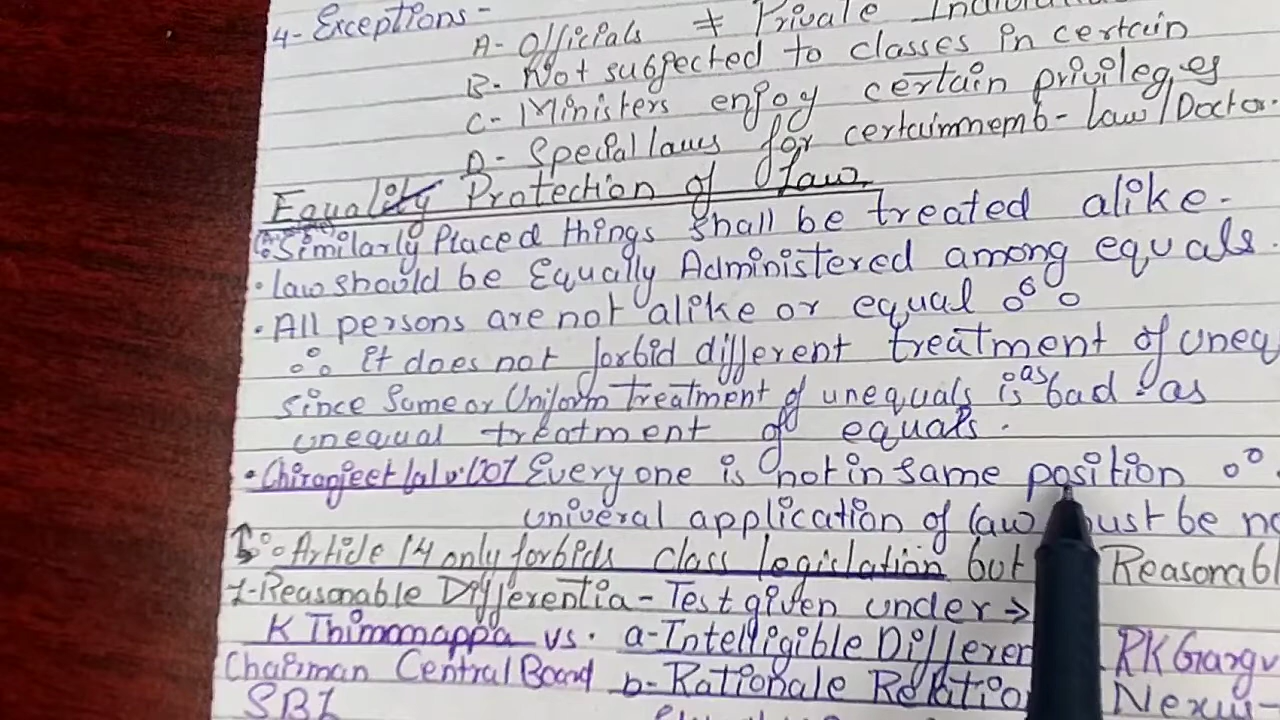 4- Exceptions-
A- Officials ≠ Private
B- Not subjected to classes in certain
C- Ministers enjoy certain privileges
D- Special laws for certain memb- law/Doctor.
Equality Protection of law
Similarly Placed things shall be treated alike.
• law should be Equally Administered among equals.
• All persons are not alike or equal ∴
∴ it does not forbid different treatment of uneq
since same or Uniform treatment of unequals is as bad as
unequal treatment of equals.
• Chiranjeet lal v. UOI Everyone is not in same position ∴
univeral application of law must be no
Article 14 only forbids class legislation but Reasonabl
1- Reasonable Differentia - Test given under →
K Thimmappa vs. a- Intelligible Differen RK Garg v
Chairman Central Board b- Rationale Relatio Nexus-
SBI